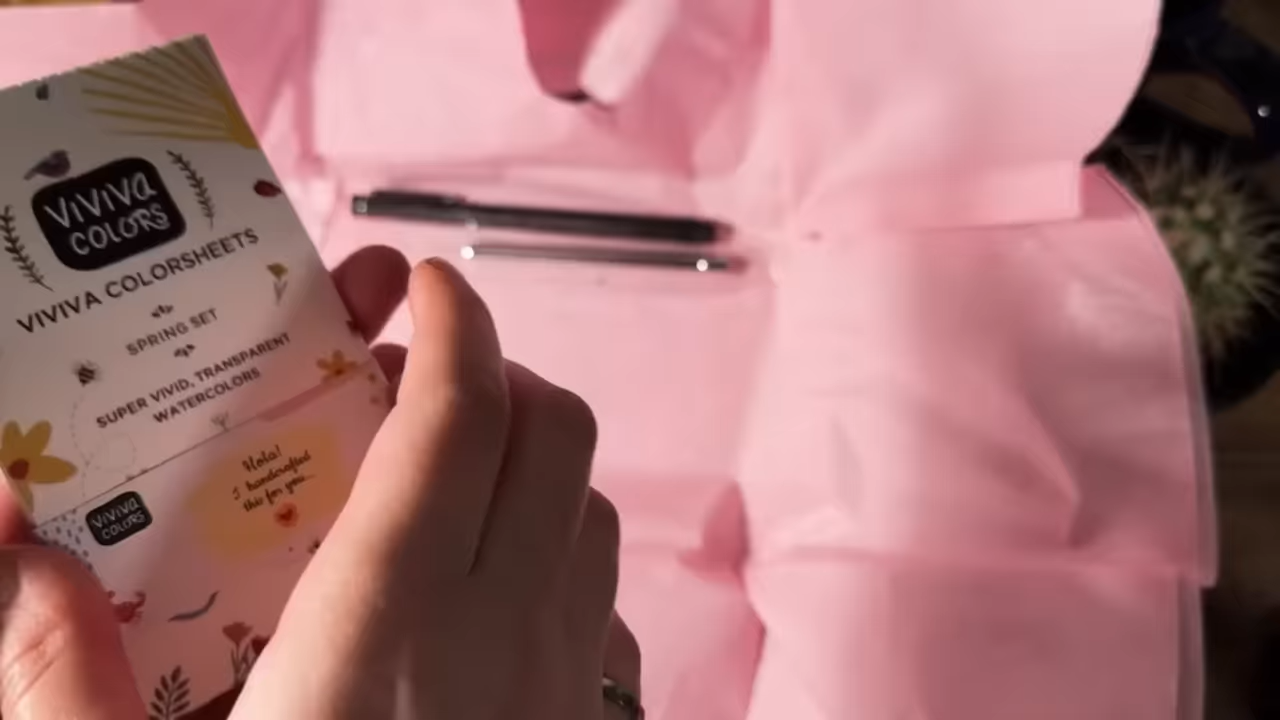 ViViVa
COLORS
VIVIVA COLORSHEETS
SPRING SET
SUPER VIVID, TRANSPARENT
WATERCOLORS
Hola!
I handcrafted
this for you...
ViViVa
COLORS